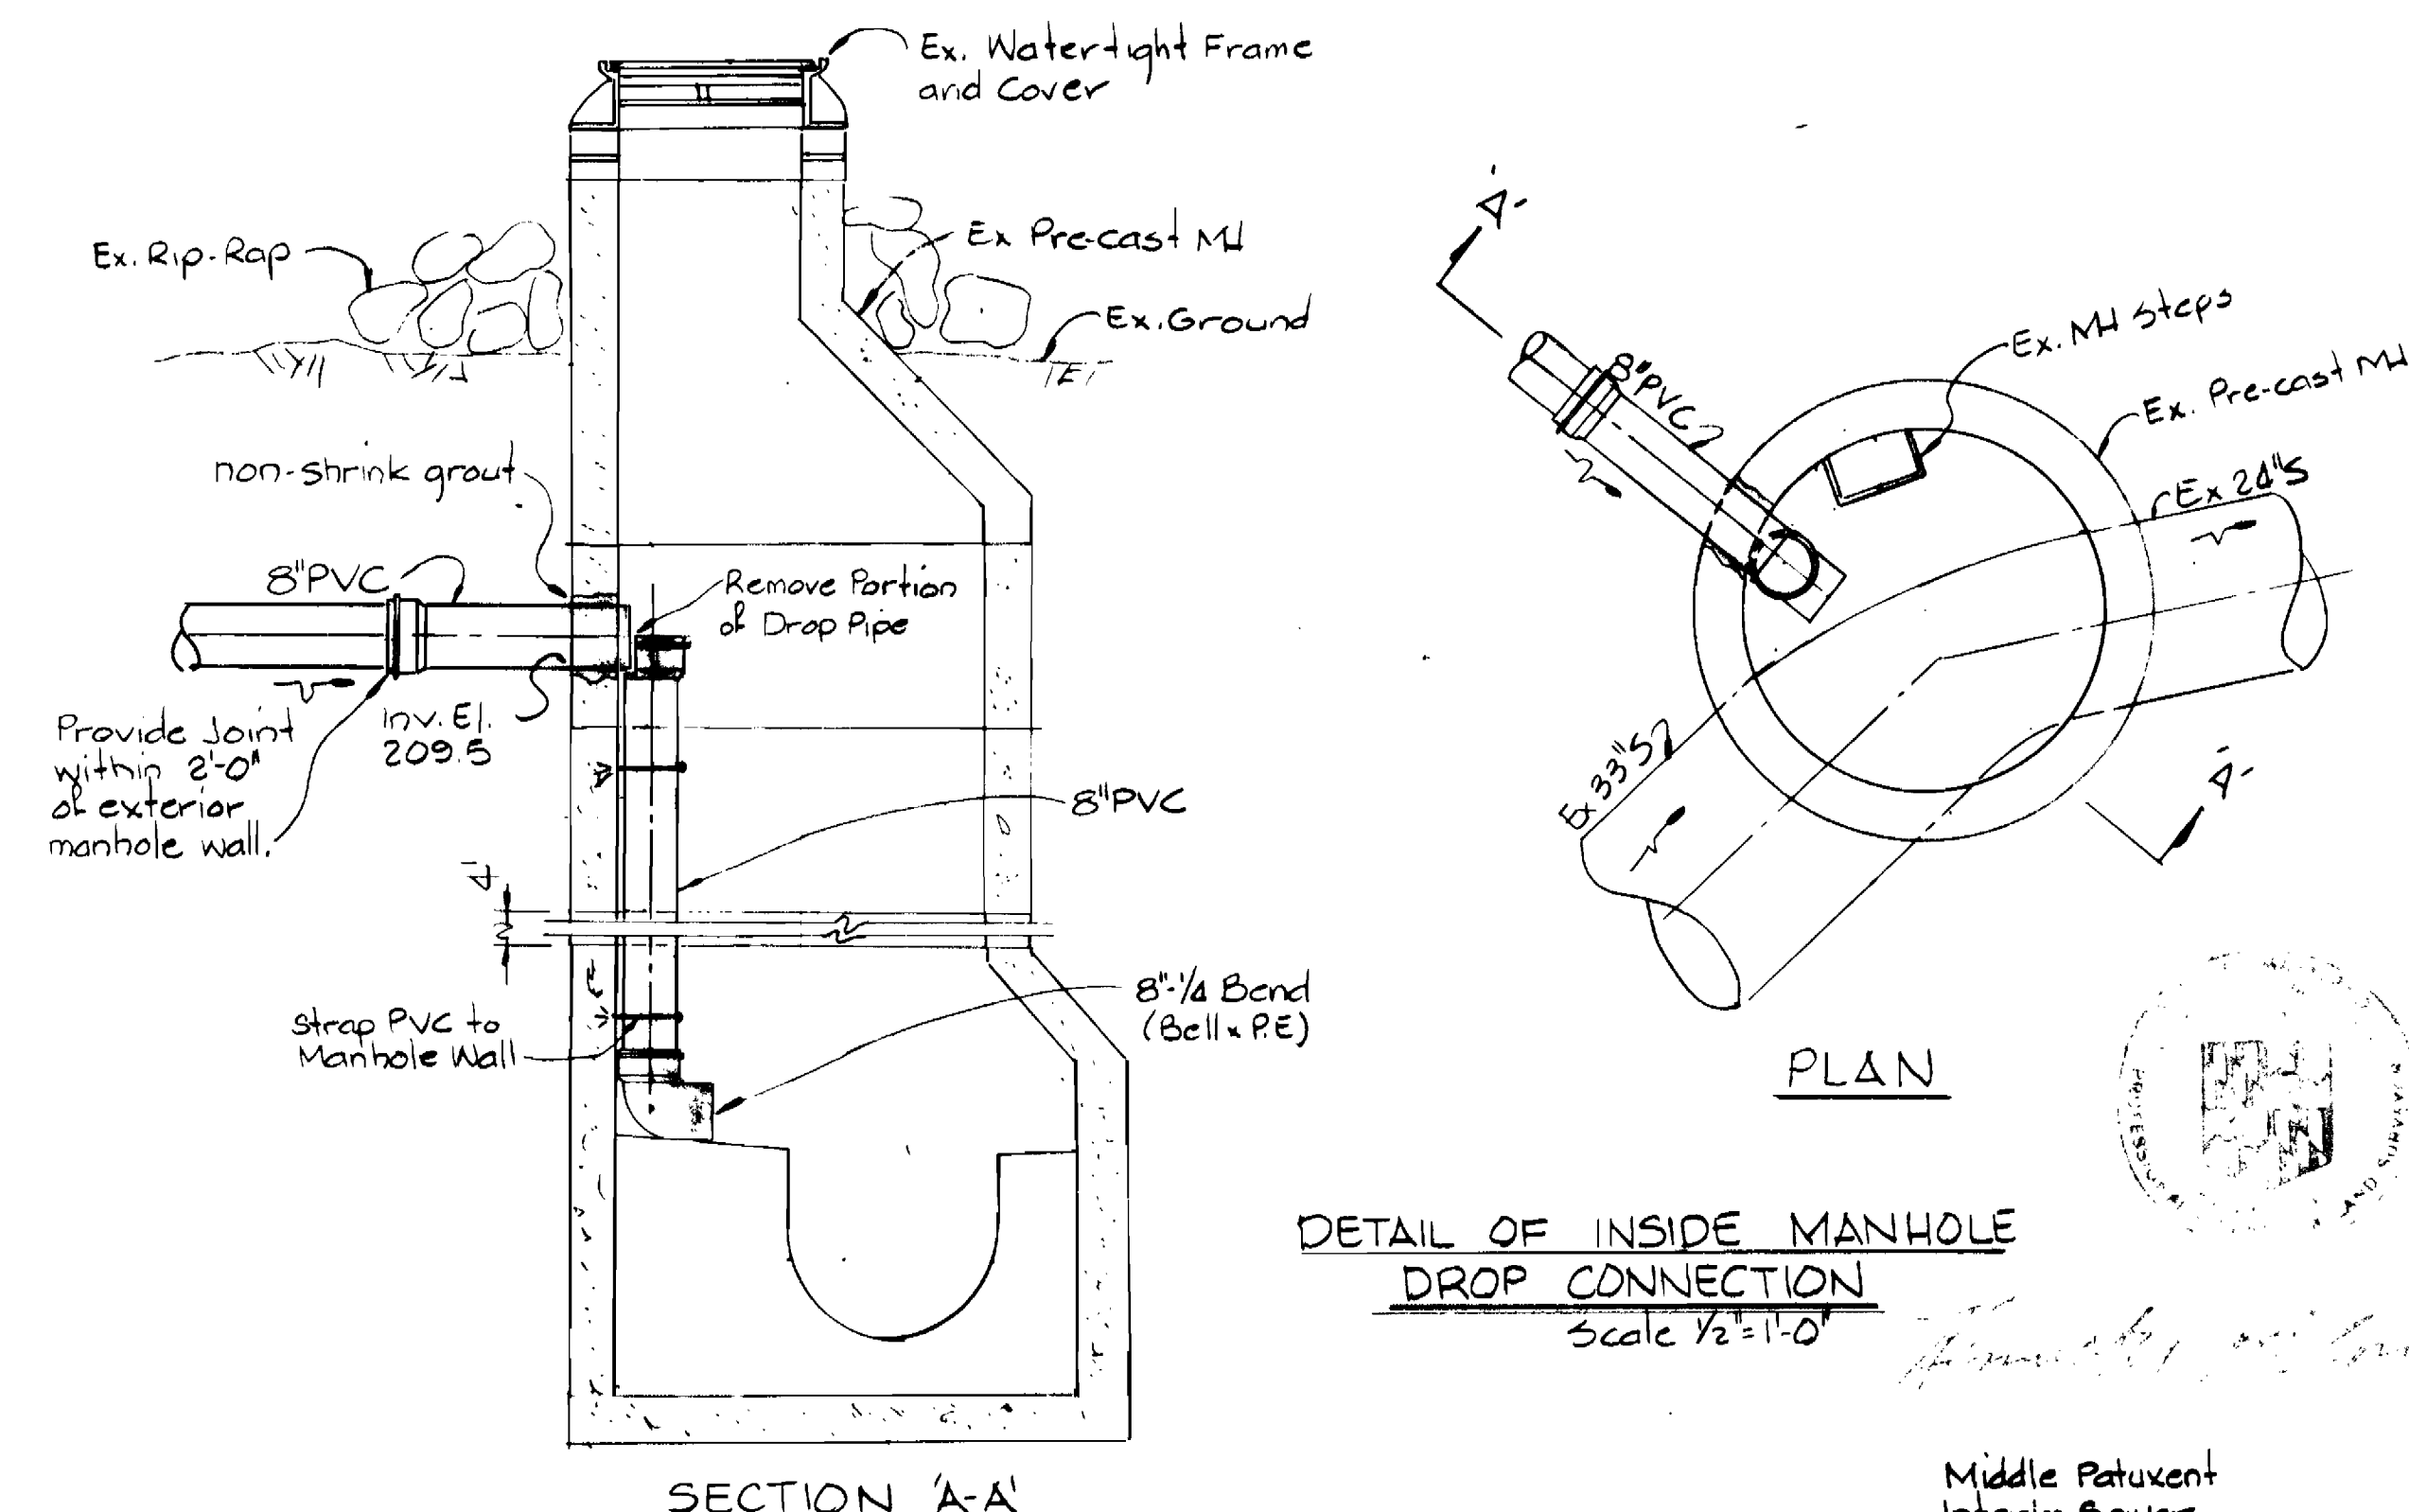 Ex. Watertight Frame
and Cover
Ex. Rip-Rap
Ex Pre-cast MH
Ex. Ground
non-shrink grout
8"PVC
Remove Portion
of Drop Pipe
Provide Joint
within 2'-0"
of exterior
manhole wall.
Inv. El.
209.5
8"PVC
4'
Strap PVC to
Manhole Wall
8"-1/4 Bend
(Bell x P.E)
SECTION 'A-A'
A-
8"PVC
Ex. MH Steps
Ex. Pre-cast MH
Ex 24"S
Ex 33"S
A-
PLAN
DETAIL OF INSIDE MANHOLE
DROP CONNECTION
Scale 1/2"=1'-0"
Middle Patuxent